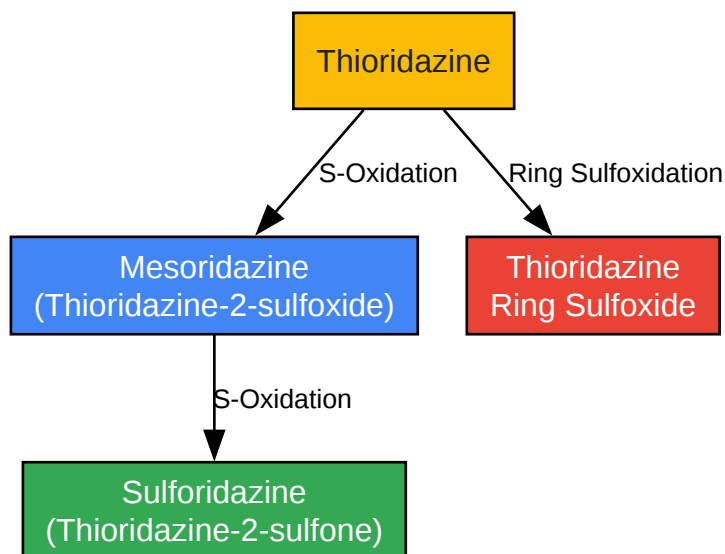 Thioridazine
S-Oxidation
Ring Sulfoxidation
Mesoridazine
(Thioridazine-2-sulfoxide)
Thioridazine
Ring Sulfoxide
S-Oxidation
Sulforidazine
(Thioridazine-2-sulfone)